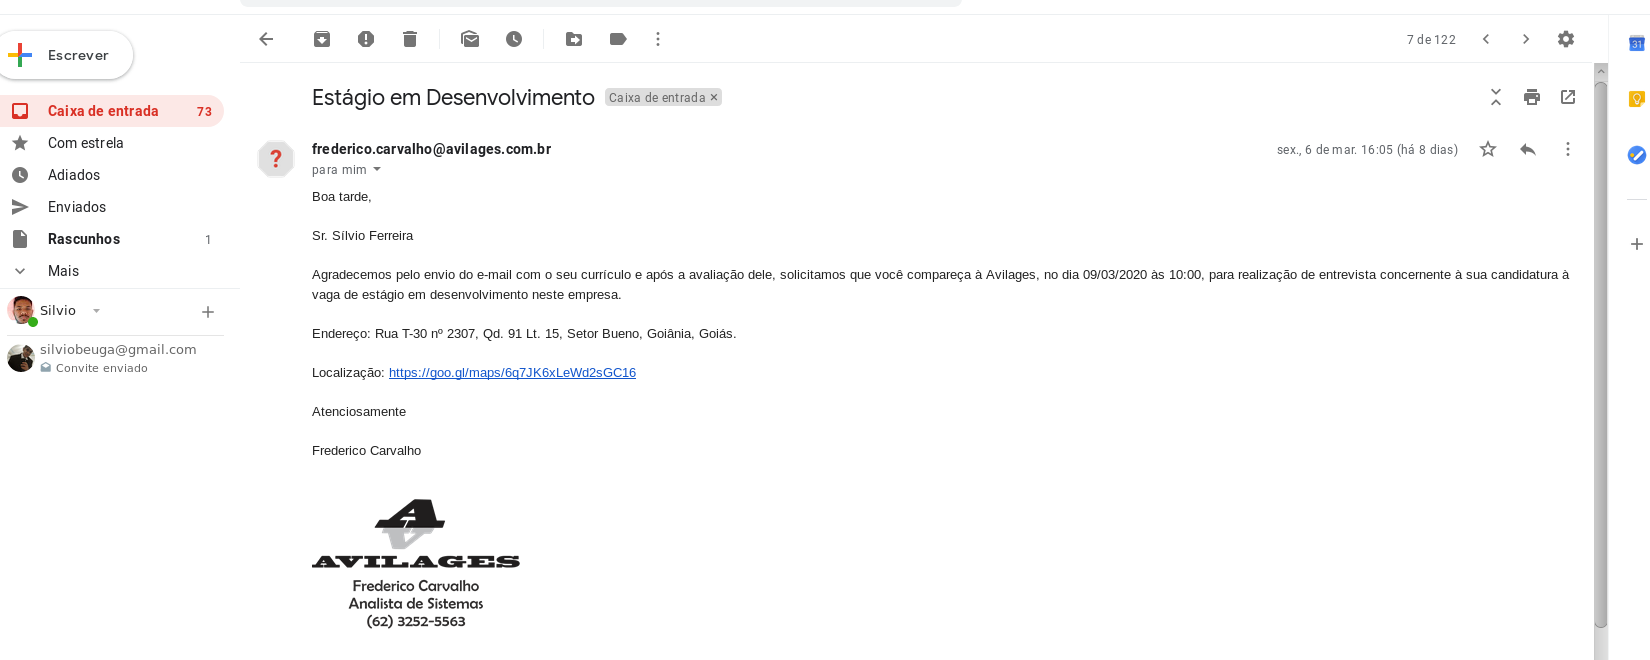 Escrever
7 de 122
Caixa de entrada 73
Com estrela
Adiados
Enviados
Rascunhos 1
Mais
Silvio
silviobeuga@gmail.com
Convite enviado
Estágio em Desenvolvimento Caixa de entrada ×
?
frederico.carvalho@avilages.com.br
sex., 6 de mar. 16:05 (há 8 dias)
para mim
Boa tarde,
Sr. Sílvio Ferreira
Agradecemos pelo envio do e-mail com o seu currículo e após a avaliação dele, solicitamos que você compareça à Avilages, no dia 09/03/2020 às 10:00, para realização de entrevista concernente à sua candidatura à
vaga de estágio em desenvolvimento neste empresa.
Endereço: Rua T-30 nº 2307, Qd. 91 Lt. 15, Setor Bueno, Goiânia, Goiás.
Localização: https://goo.gl/maps/6q7JK6xLeWd2sGC16
Atenciosamente
Frederico Carvalho
A
AVILAGES
Frederico Carvalho
Analista de Sistemas
(62) 3252-5563
31